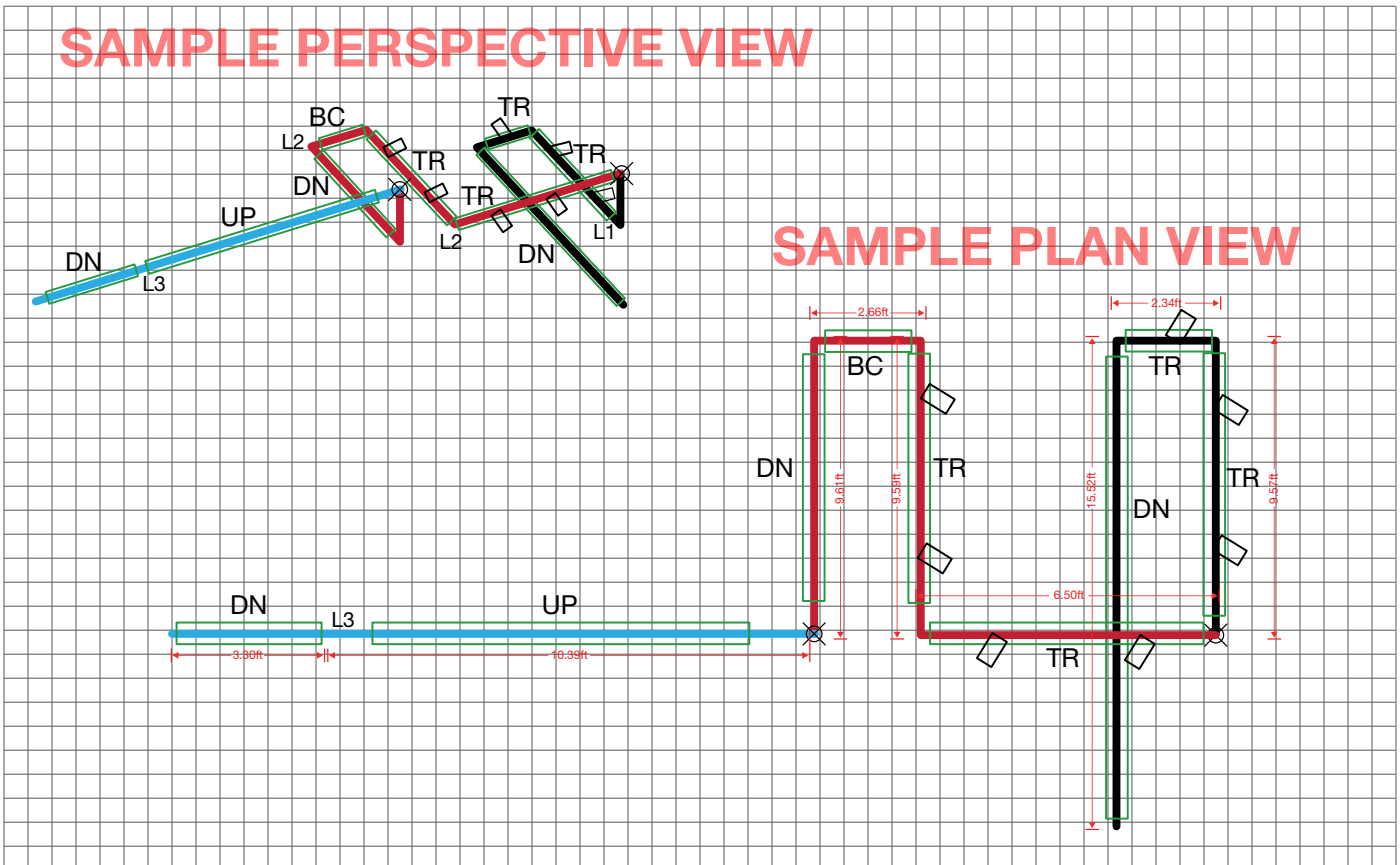 SAMPLE PERSPECTIVE VIEW
TR
BC
L2
TR
TR
DN
TR
UP
L1
L2
DN
DN
L3
SAMPLE PLAN VIEW
2.34ft
2.66ft
BC
TR
DN
TR
TR
9.61ft
9.59ft
15.52ft
9.57ft
DN
6.50ft
DN
L3
UP
TR
3.30ft
10.39ft